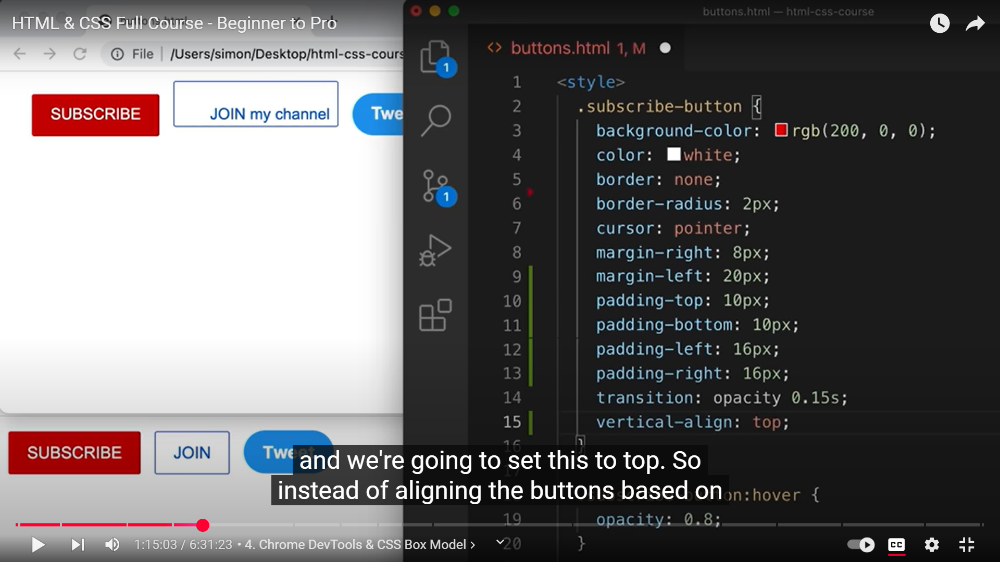 HTML & CSS Full Course - Beginner to Pro
File | /Users/simon/Desktop/html-css-cours
SUBSCRIBE
JOIN my channel
Twe
SUBSCRIBE
JOIN
Tweet
buttons.html — html-css-course
<> buttons.html 1, M
1
1
1 <style>
2 .subscribe-button {
3 background-color: rgb(200, 0, 0);
4 color: white;
5 border: none;
6 border-radius: 2px;
7 cursor: pointer;
8 margin-right: 8px;
9 margin-left: 20px;
10 padding-top: 10px;
11 padding-bottom: 10px;
12 padding-left: 16px;
13 padding-right: 16px;
14 transition: opacity 0.15s;
15 vertical-align: top;
16 }
17
button:hover {
19 opacity: 0.8;
20 }
and we're going to set this to top. So
instead of aligning the buttons based on
1:15:03 / 6:31:23 • 4. Chrome DevTools & CSS Box Model >
CC